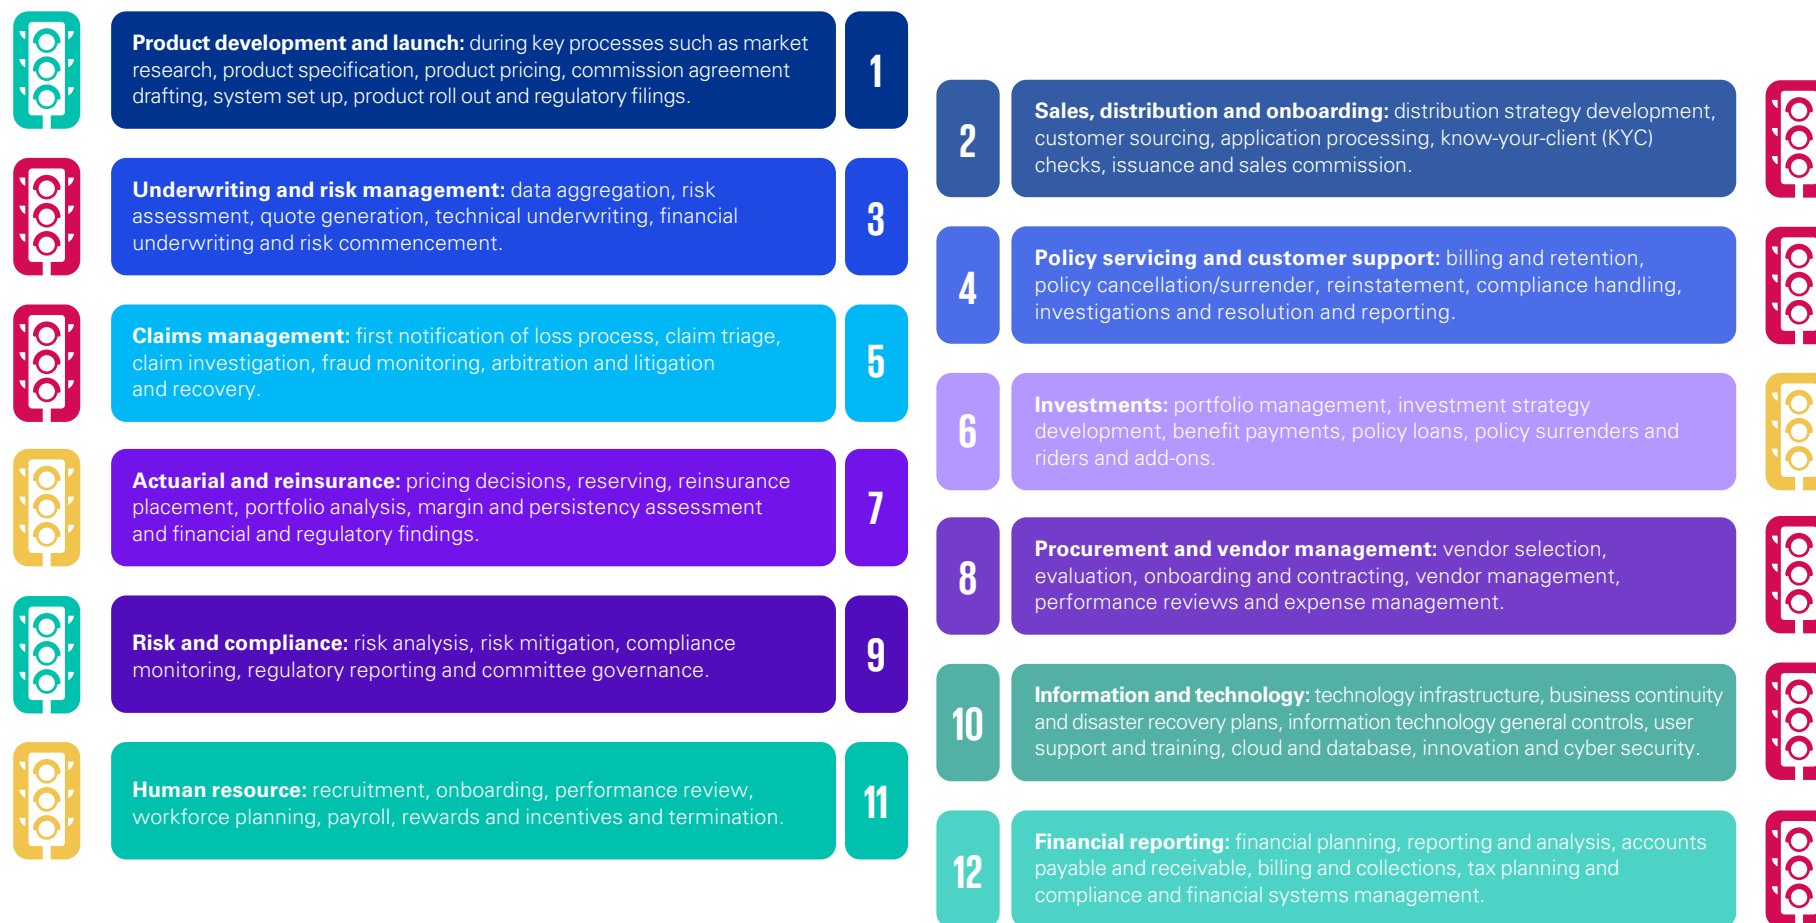 Product development and launch: during key processes such as market
research, product specification, product pricing, commission agreement
drafting, system set up, product roll out and regulatory filings.
1
2
Sales, distribution and onboarding: distribution strategy development,
customer sourcing, application processing, know-your-client (KYC)
checks, issuance and sales commission.
Underwriting and risk management: data aggregation, risk
assessment, quote generation, technical underwriting, financial
underwriting and risk commencement.
3
4
Policy servicing and customer support: billing and retention,
policy cancellation/surrender, reinstatement, compliance handling,
investigations and resolution and reporting.
Claims management: first notification of loss process, claim triage,
claim investigation, fraud monitoring, arbitration and litigation
and recovery.
5
6
Investments: portfolio management, investment strategy
development, benefit payments, policy loans, policy surrenders and
riders and add-ons.
Actuarial and reinsurance: pricing decisions, reserving, reinsurance
placement, portfolio analysis, margin and persistency assessment
and financial and regulatory findings.
7
8
Procurement and vendor management: vendor selection,
evaluation, onboarding and contracting, vendor management,
performance reviews and expense management.
Risk and compliance: risk analysis, risk mitigation, compliance
monitoring, regulatory reporting and committee governance.
9
10
Information and technology: technology infrastructure, business continuity
and disaster recovery plans, information technology general controls, user
support and training, cloud and database, innovation and cyber security.
Human resource: recruitment, onboarding, performance review,
workforce planning, payroll, rewards and incentives and termination.
11
12
Financial reporting: financial planning, reporting and analysis, accounts
payable and receivable, billing and collections, tax planning and
compliance and financial systems management.